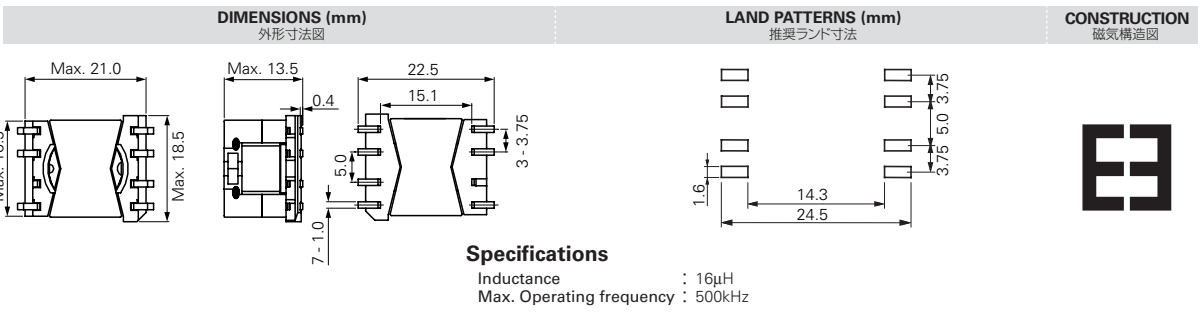 DIMENSIONS (mm)
外形寸法図
LAND PATTERNS (mm)
推奨ランド寸法
CONSTRUCTION
磁気構造図
Max. 21.0
Max. 18.5
Max. 13.5
0.4
22.5
15.1
5.0
3 - 3.75
7 - 1.0
3.75
5.0
3.75
1.6
14.3
24.5
Specifications
Inductance : 16μH
Max. Operating frequency : 500kHz